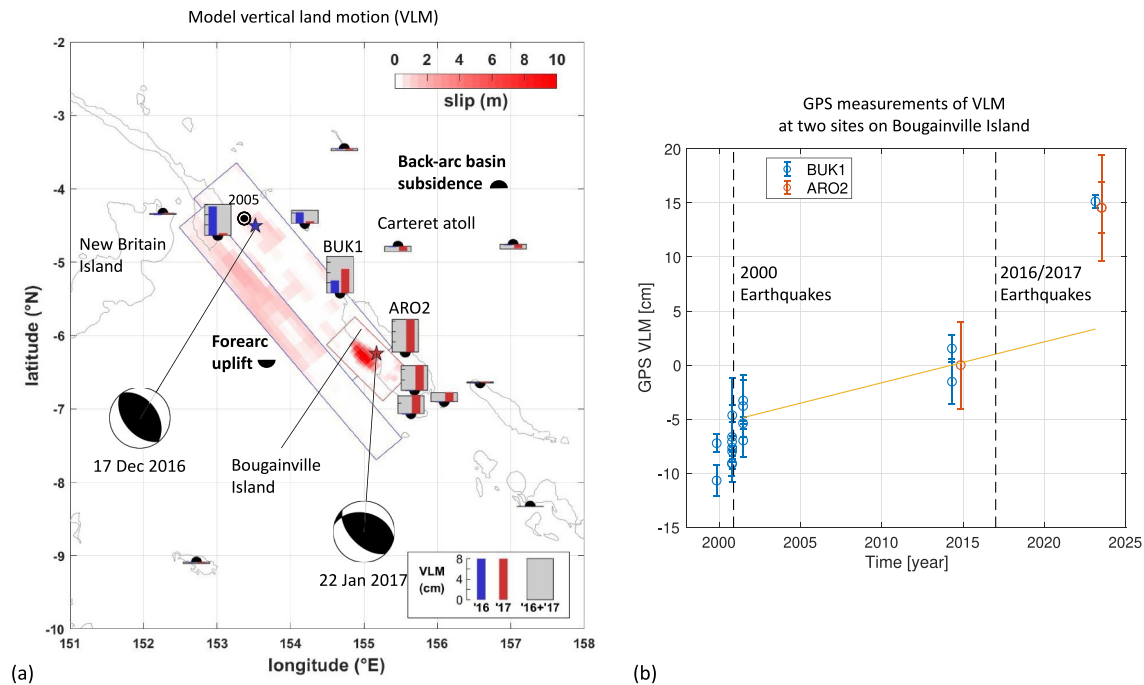 Model vertical land motion (VLM)
-2
-3
-4
-5
-6
-7
-8
-9
-10
latitude (°N)
0 2 4 6 8 10
slip (m)
Back-arc basin
subsidence
2005
Carteret atoll
New Britain
Island
BUK1
ARO2
Forearc
uplift
17 Dec 2016
Bougainville
Island
22 Jan 2017
VLM
(cm)
8
4
0
'16 '17 '16+'17
151 152 153 154 155 156 157 158
longitude (°E)
(a)
GPS measurements of VLM
at two sites on Bougainville Island
20
15
10
5
0
-5
-10
-15
GPS VLM [cm]
BUK1
ARO2
2000
Earthquakes
2016/2017
Earthquakes
2000 2005 2010 2015 2020 2025
Time [year]
(b)